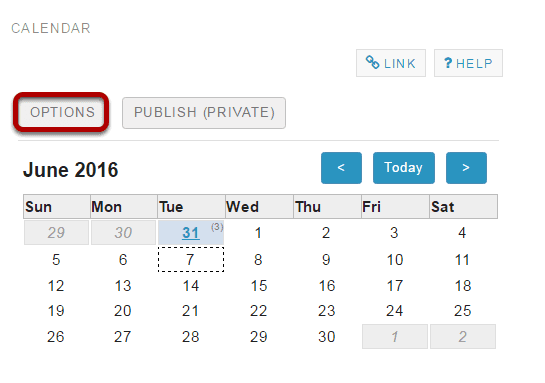 CALENDAR
LINK ? HELP
OPTIONS PUBLISH (PRIVATE)
June 2016 < Today >
Sun Mon Tue Wed Thu Fri Sat
29 30 31 (3) 1 2 3 4
5 6 7 8 9 10 11
12 13 14 15 16 17 18
19 20 21 22 23 24 25
26 27 28 29 30 1 2